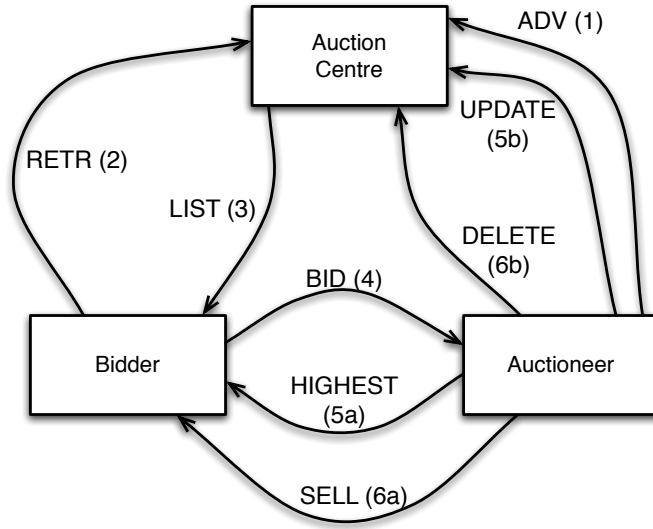 ADV (1)
Auction
Centre
UPDATE
(5b)
RETR (2)
LIST (3)
DELETE
(6b)
BID (4)
Bidder
Auctioneer
HIGHEST
(5a)
SELL (6a)